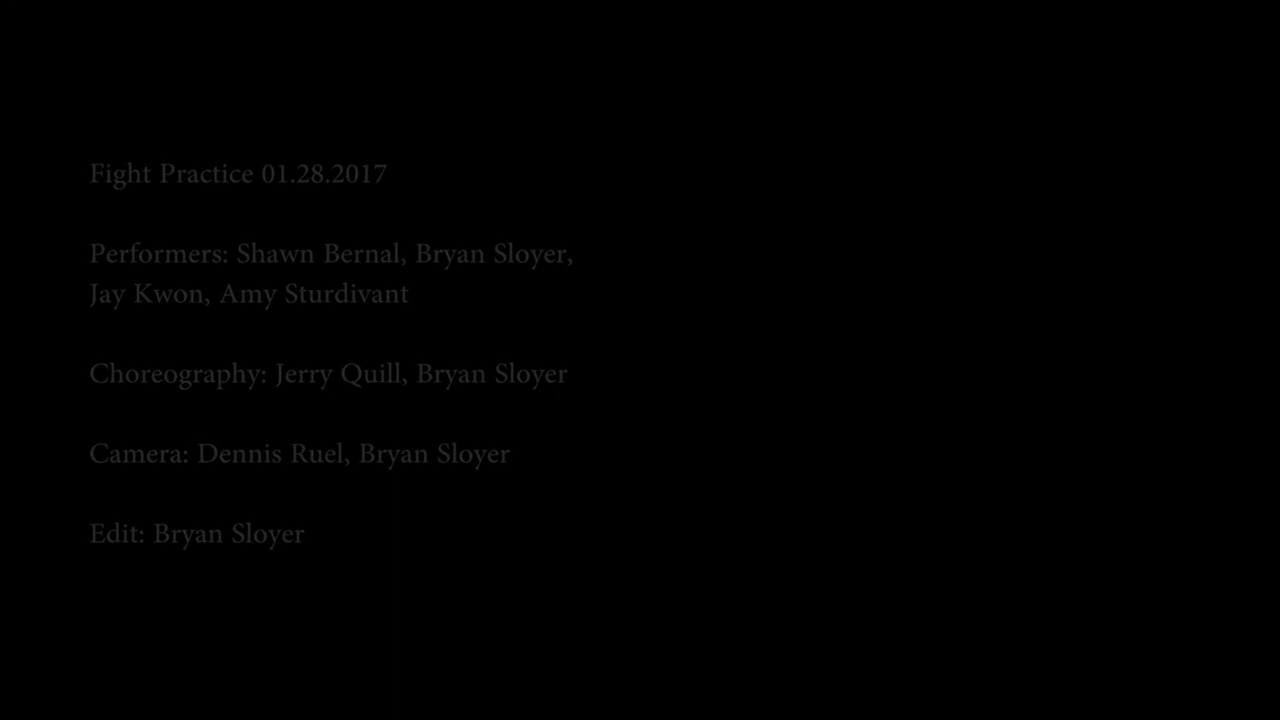 Fight Practice 01.28.2017
Performers: Shawn Bernal, Bryan Sloyer,
Jay Kwon, Amy Sturdivant
Choreography: Jerry Quill, Bryan Sloyer
Camera: Dennis Ruel, Bryan Sloyer
Edit: Bryan Sloyer